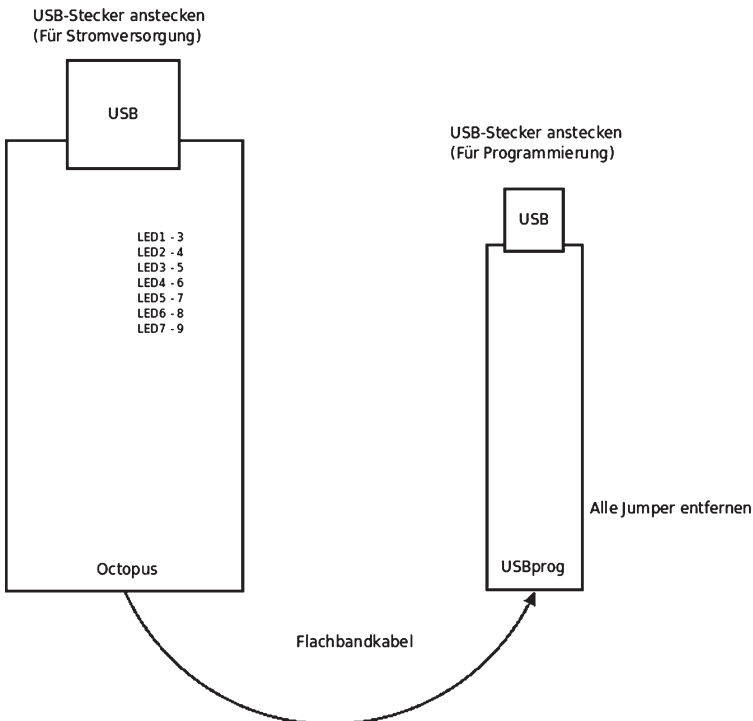 USB-Stecker anstecken
(Für Stromversorgung)
USB
LED1 - 3
LED2 - 4
LED3 - 5
LED4 - 6
LED5 - 7
LED6 - 8
LED7 - 9
Octopus
USB-Stecker anstecken
(Für Programmierung)
USB
Alle Jumper entfernen
USBprog
Flachbandkabel